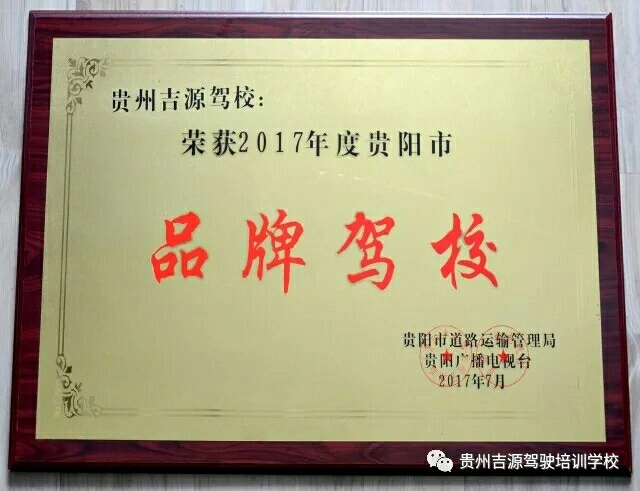 贵州吉源驾校：
荣获2017年度贵阳市
品牌驾校
贵阳市道路运输管理局
贵阳广播电视台
2017年7月
贵州吉源驾驶培训学校